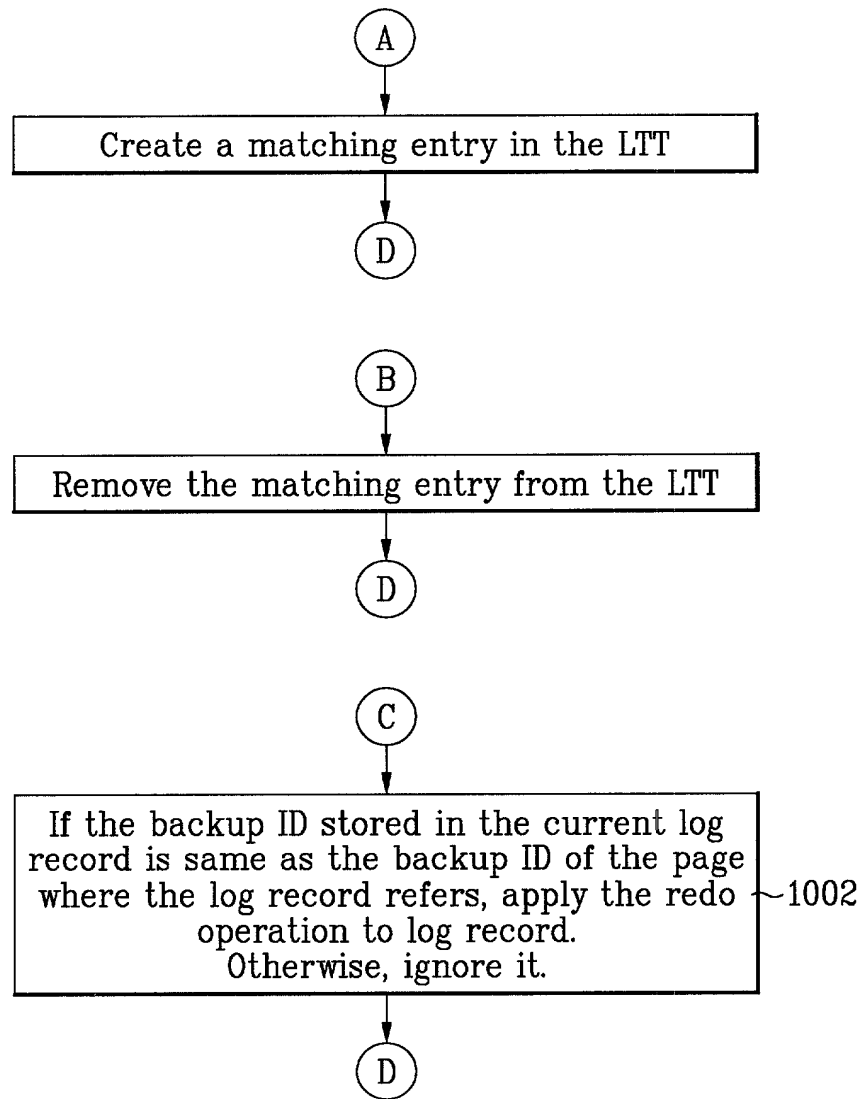 A
Create a matching entry in the LTT
D
B
Remove the matching entry from the LTT
D
C
If the backup ID stored in the current log
record is same as the backup ID of the page
where the log record refers, apply the redo
operation to log record.
Otherwise, ignore it.
1002
D